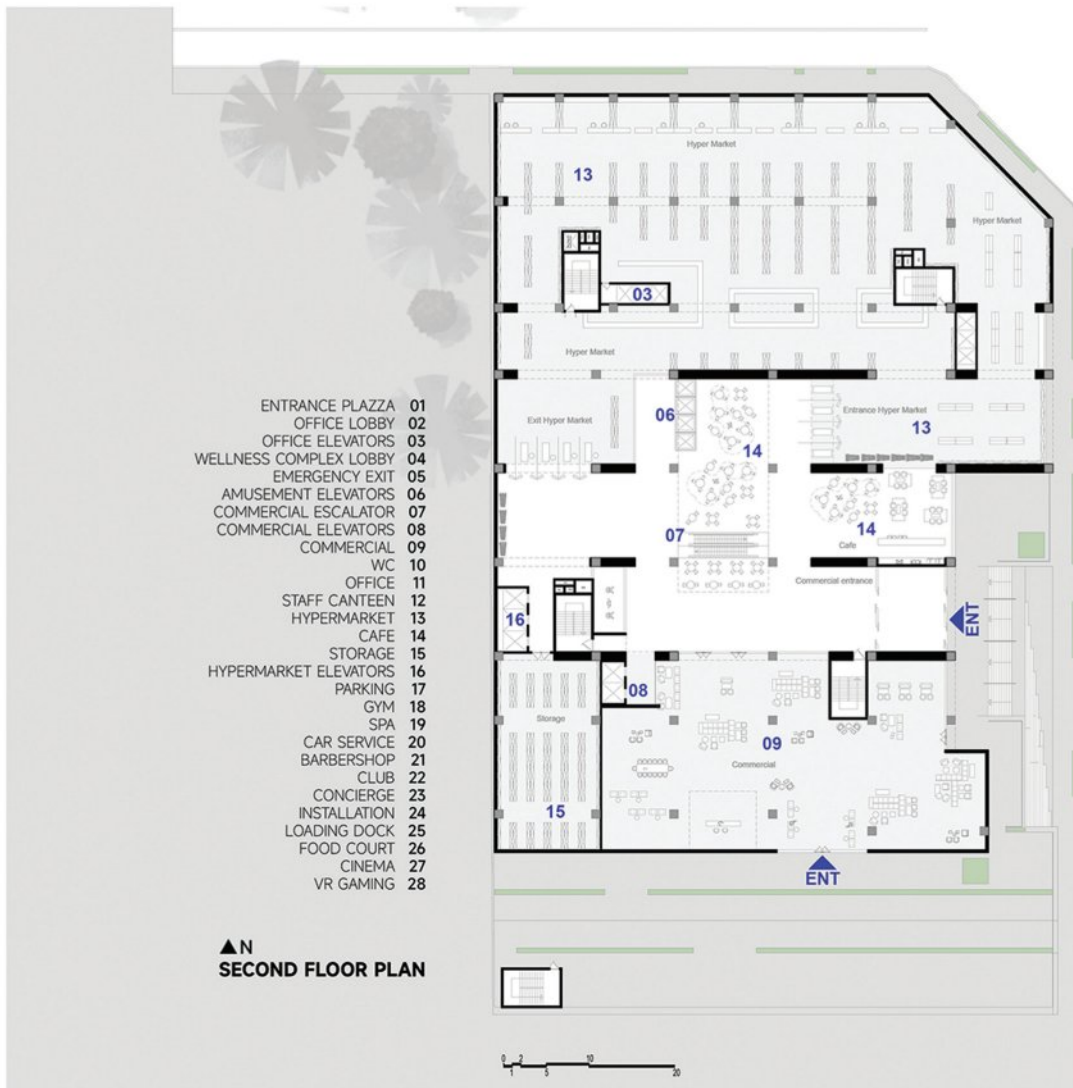 ENTRANCE PLAZZA 01
OFFICE LOBBY 02
OFFICE ELEVATORS 03
WELLNESS COMPLEX LOBBY 04
EMERGENCY EXIT 05
AMUSEMENT ELEVATORS 06
COMMERCIAL ESCALATOR 07
COMMERCIAL ELEVATORS 08
COMMERCIAL 09
WC 10
OFFICE 11
STAFF CANTEEN 12
HYPERMARKET 13
CAFE 14
STORAGE 15
HYPERMARKET ELEVATORS 16
PARKING 17
GYM 18
SPA 19
CAR SERVICE 20
BARBERSHOP 21
CLUB 22
CONCIERGE 23
INSTALLATION 24
LOADING DOCK 25
FOOD COURT 26
CINEMA 27
VR GAMING 28
N
SECOND FLOOR PLAN
Hyper Market
13
Hyper Market
03
Hyper Market
Exit Hyper Market
06
14
Entrance Hyper Market
13
07
14
Cafe
Commercial entrance
16
ENT
08
Storage
09
Commercial
15
ENT
0 2 10
1 5 20